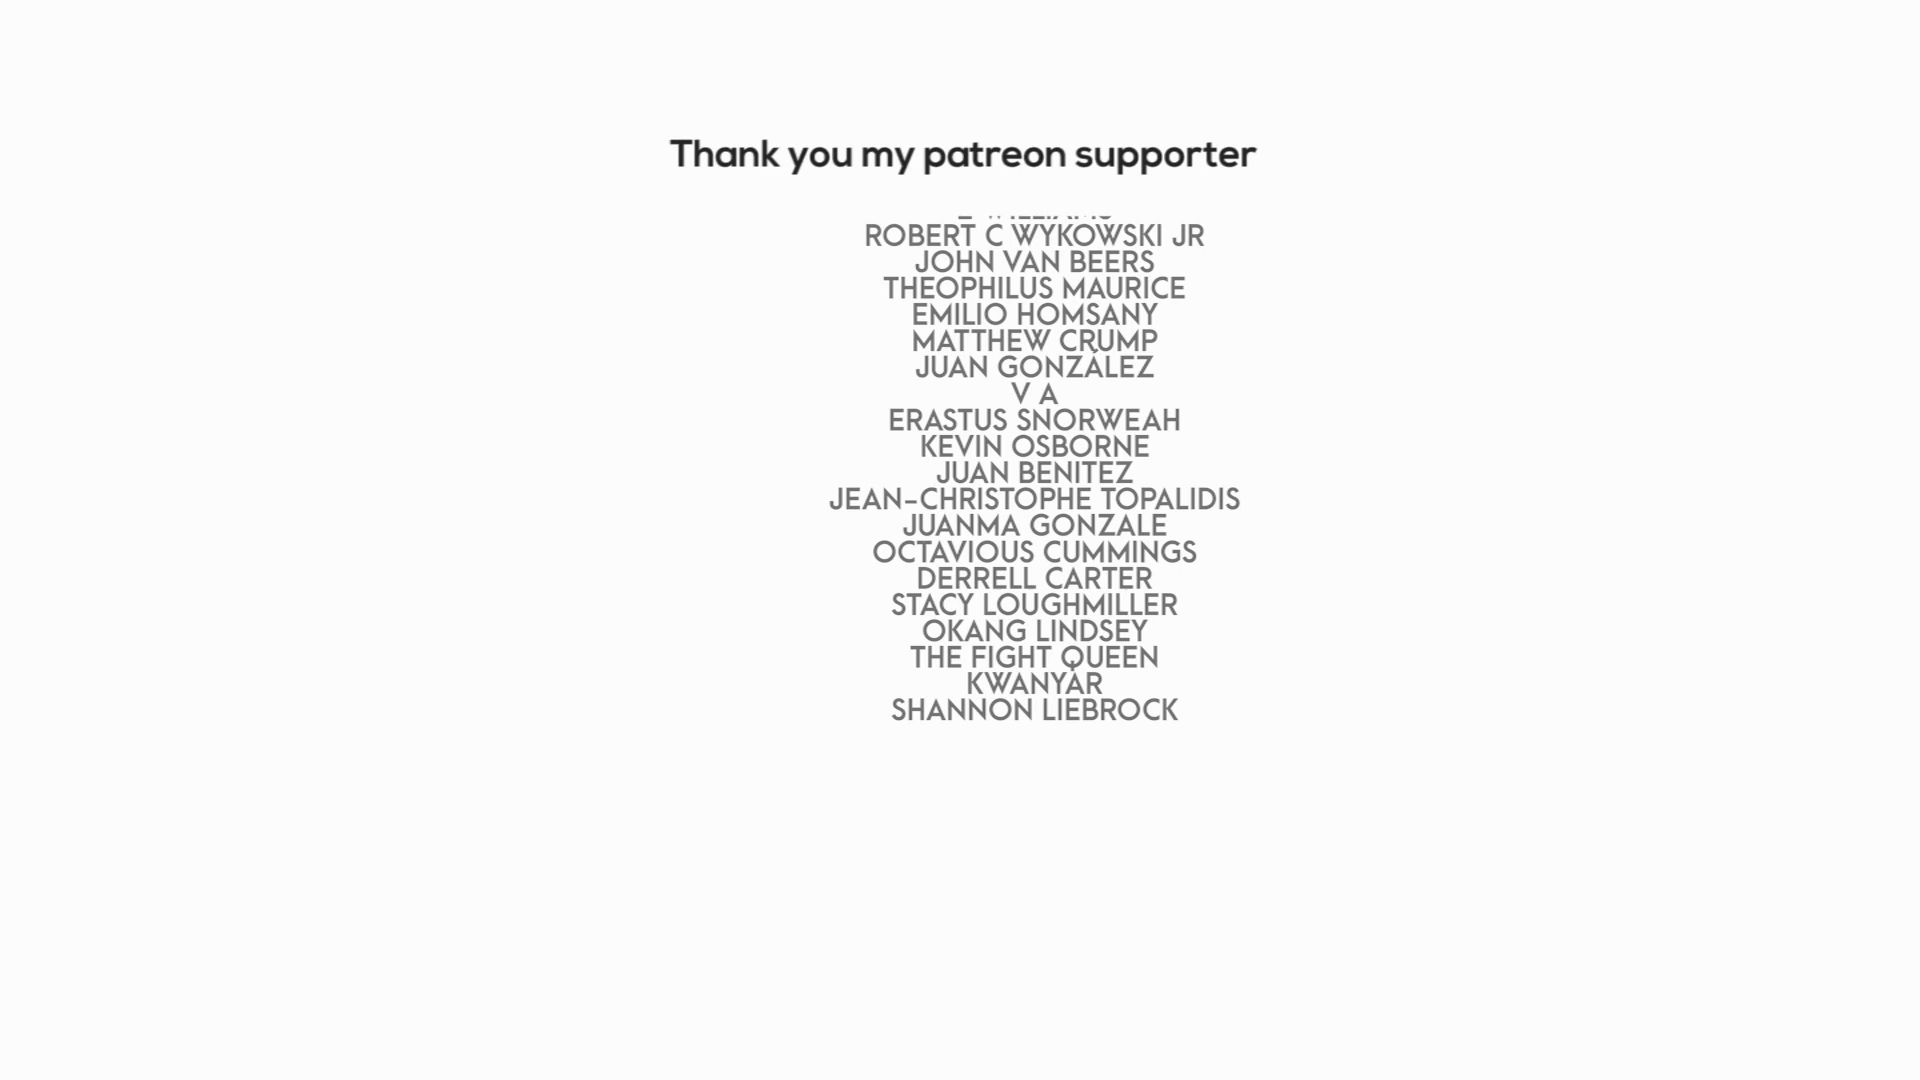 Thank you my patreon supporter
ROBERT C WYKOWSKI JR
JOHN VAN BEERS
THEOPHILUS MAURICE
EMILIO HOMSANY
MATTHEW CRUMP
JUAN GONZÁLEZ
V A
ERASTUS SNORWEAH
KEVIN OSBORNE
JUAN BENITEZ
JEAN-CHRISTOPHE TOPALIDIS
JUANMA GONZALE
OCTAVIOUS CUMMINGS
DERRELL CARTER
STACY LOUGHMILLER
OKANG LINDSEY
THE FIGHT QUEEN
KWANYAR
SHANNON LIEBROCK